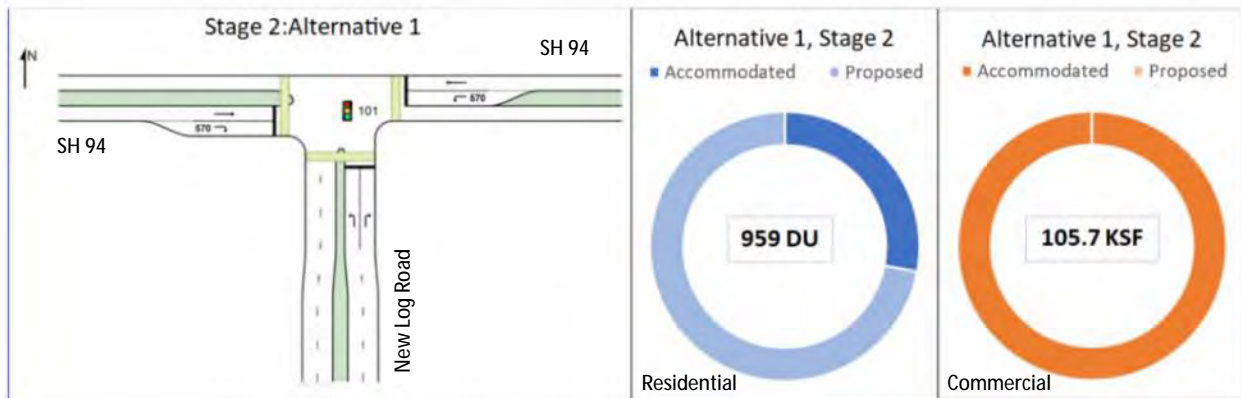 Stage 2:Alternative 1
N
SH 94
101
570
570
SH 94
New Log Road
Alternative 1, Stage 2
Accommodated Proposed
959 DU
Residential
Alternative 1, Stage 2
Accommodated Proposed
105.7 KSF
Commercial